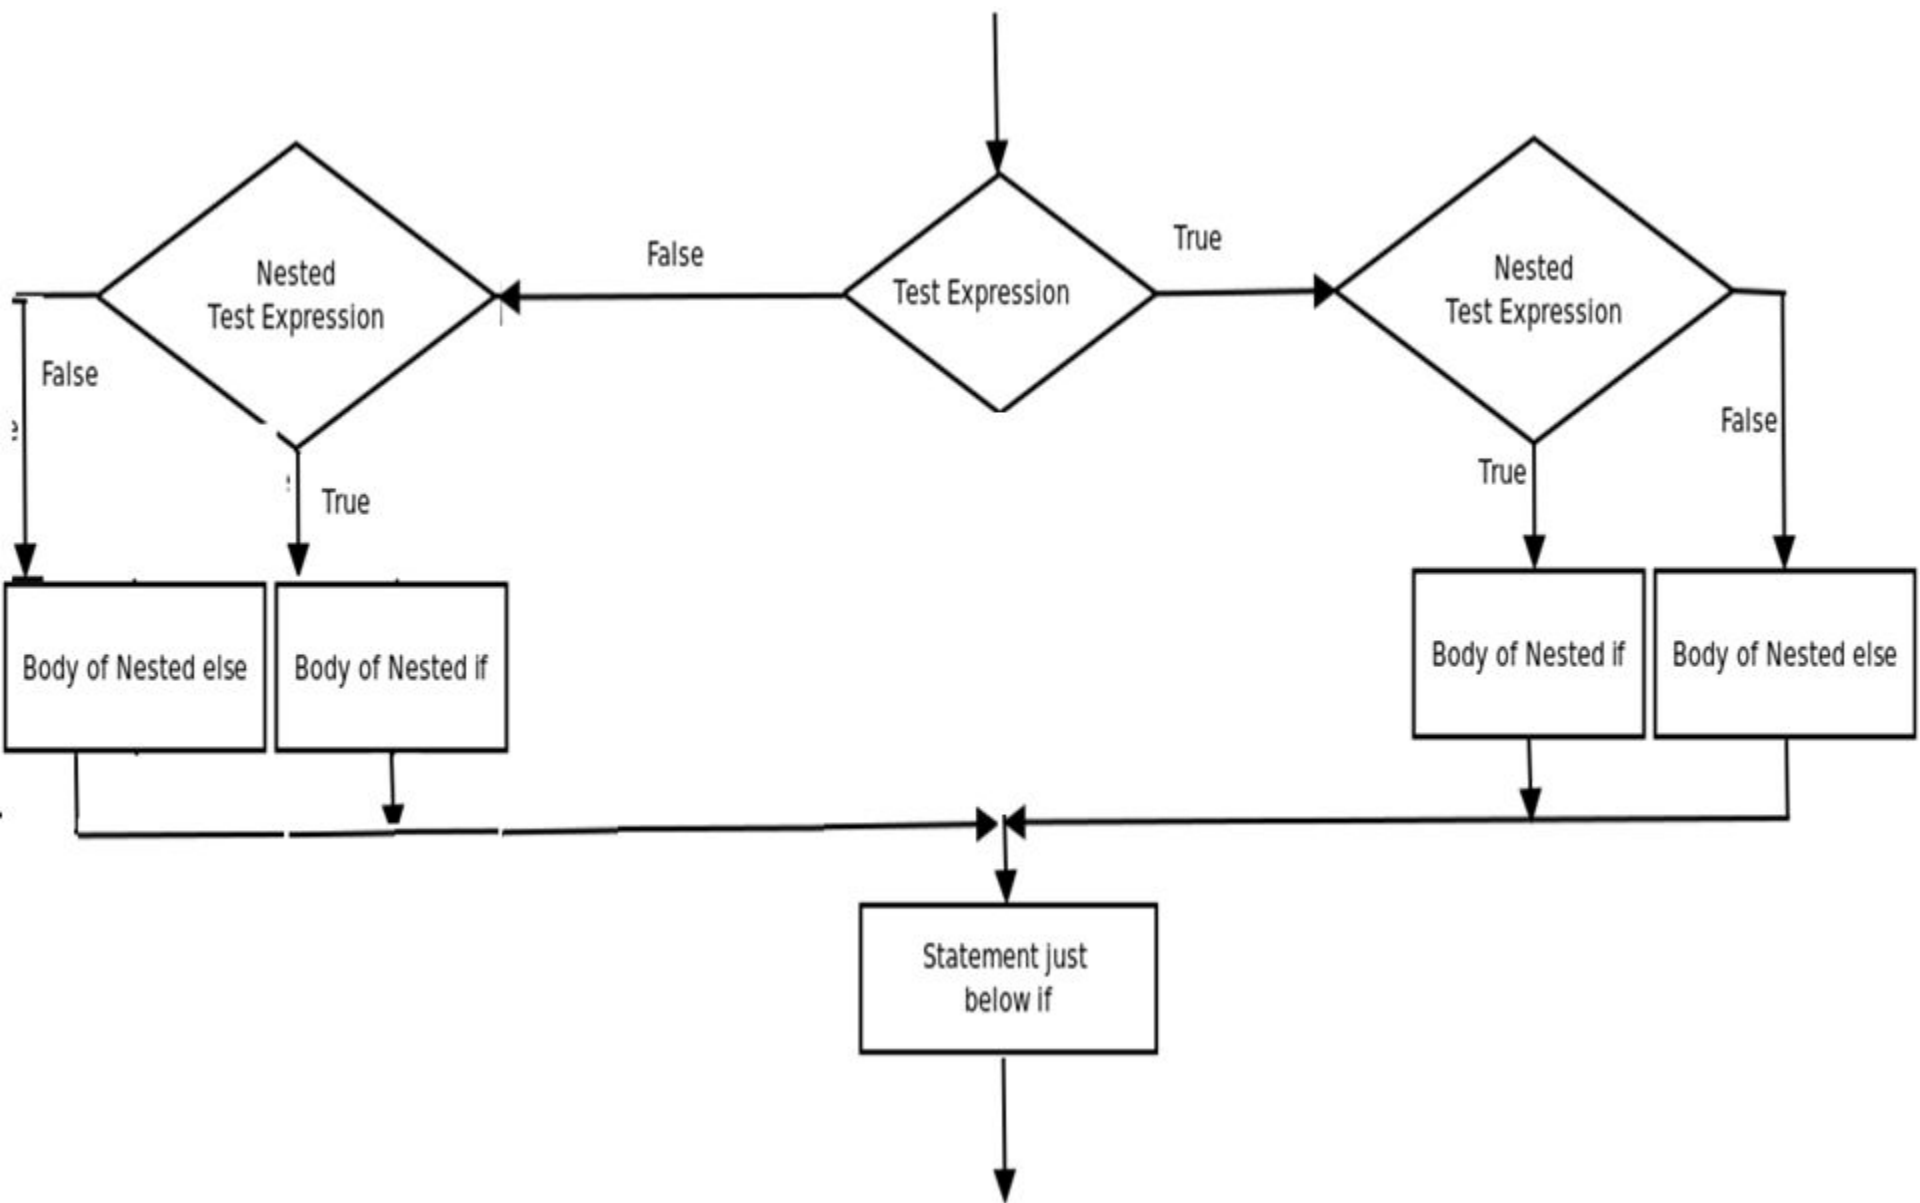 True
False
Nested
Test Expression
Test Expression
Nested
Test Expression
False
False
True
True
Body of Nested else
Body of Nested if
Body of Nested if
Body of Nested else
Statement just
below if